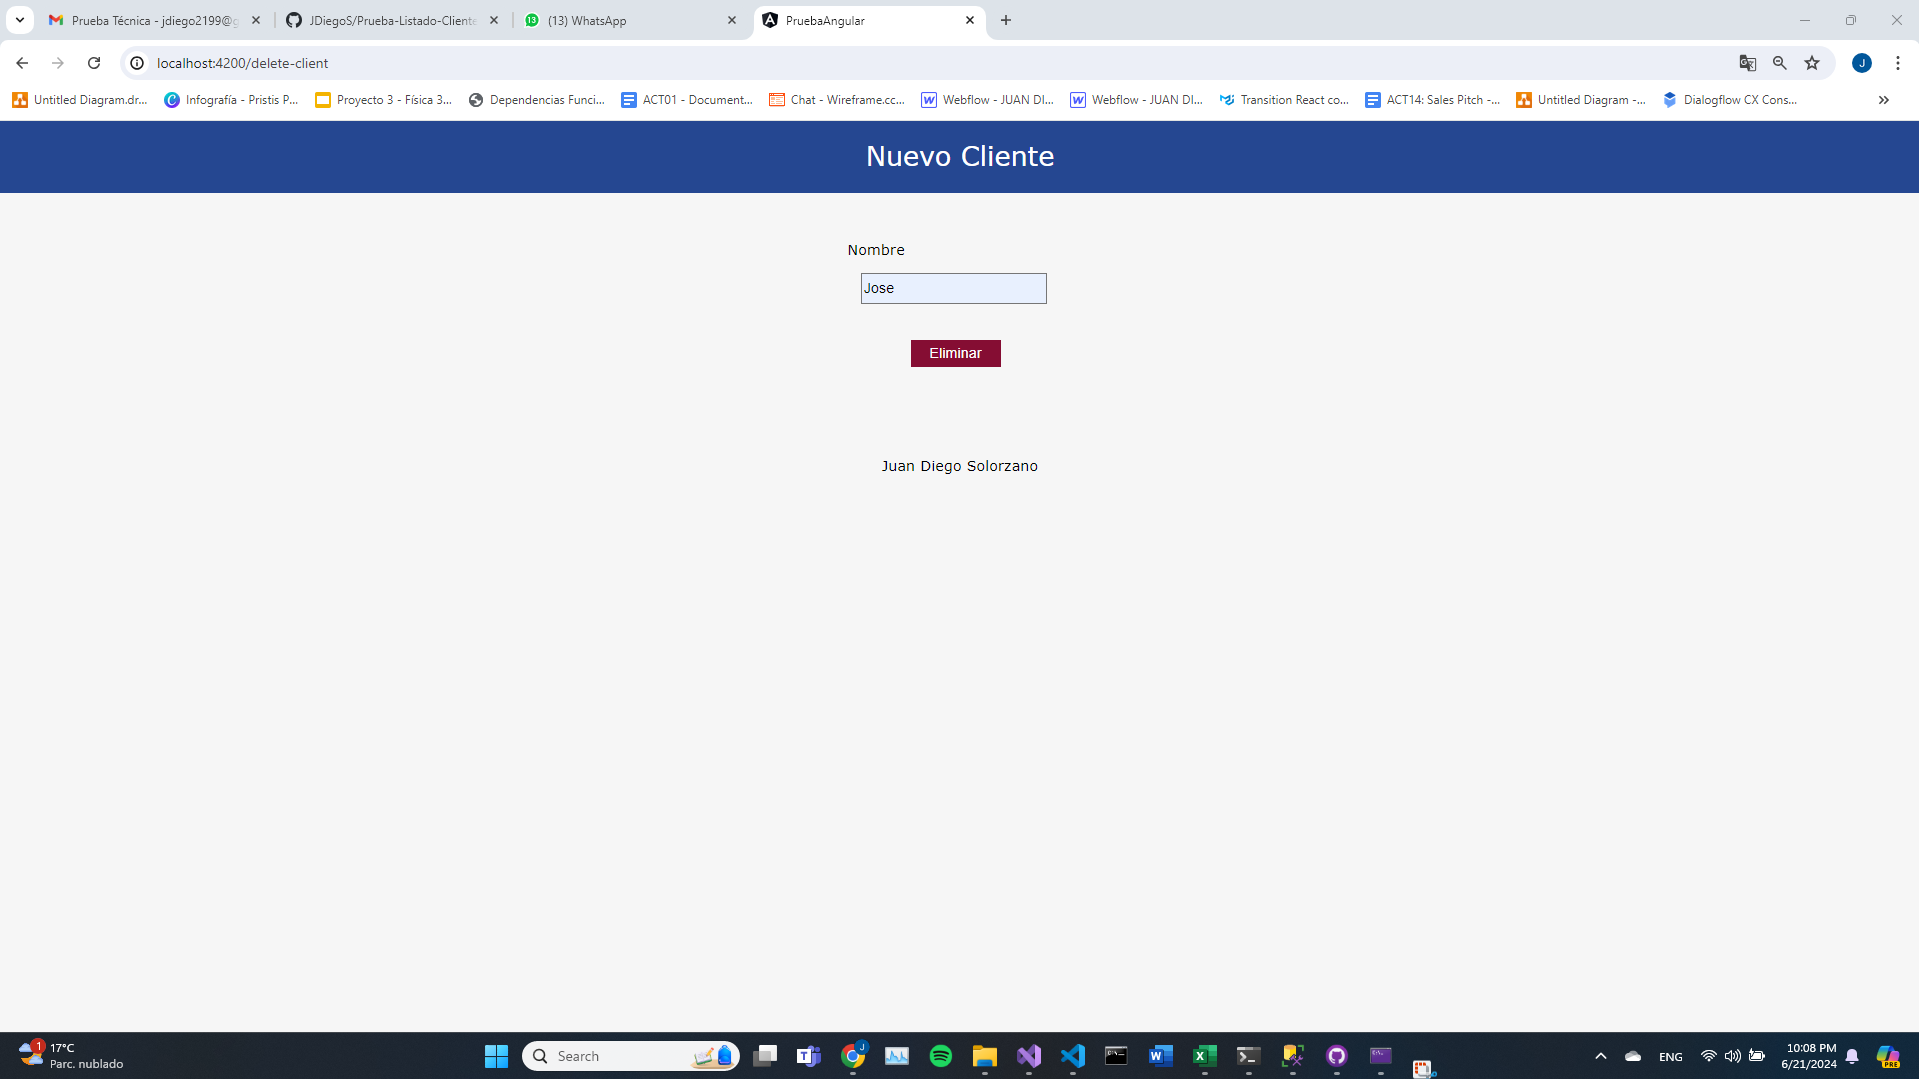 Prueba Técnica - jdiego2199@g
JDiegoS/Prueba-Listado-Cliente
(13) WhatsApp
PruebaAngular
localhost:4200/delete-client
J
Untitled Diagram.dr...
Infografía - Pristis P...
Proyecto 3 - Física 3...
Dependencias Funci...
ACT01 - Document...
Chat - Wireframe.cc...
Webflow - JUAN DI...
Webflow - JUAN DI...
Transition React co...
ACT14: Sales Pitch -...
Untitled Diagram -...
Dialogflow CX Cons...
Nuevo Cliente
Nombre
Jose
Eliminar
Juan Diego Solorzano
1
17°C
Parc. nublado
Search
J
ENG
10:08 PM
6/21/2024
PRE